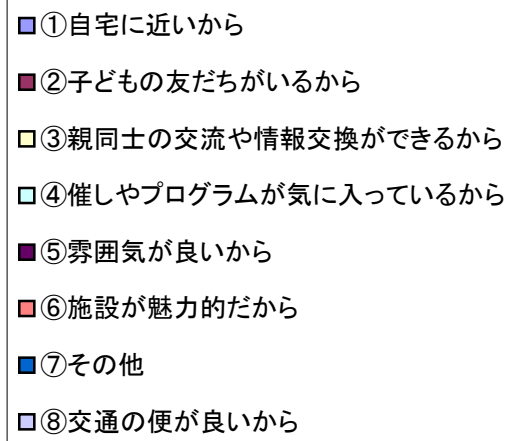 ①自宅に近いから
②子どもの友だちがいるから
③親同士の交流や情報交換ができるから
④催しやプログラムが気に入っているから
⑤雰囲気が良いから
⑥施設が魅力的だから
⑦その他
⑧交通の便が良いから